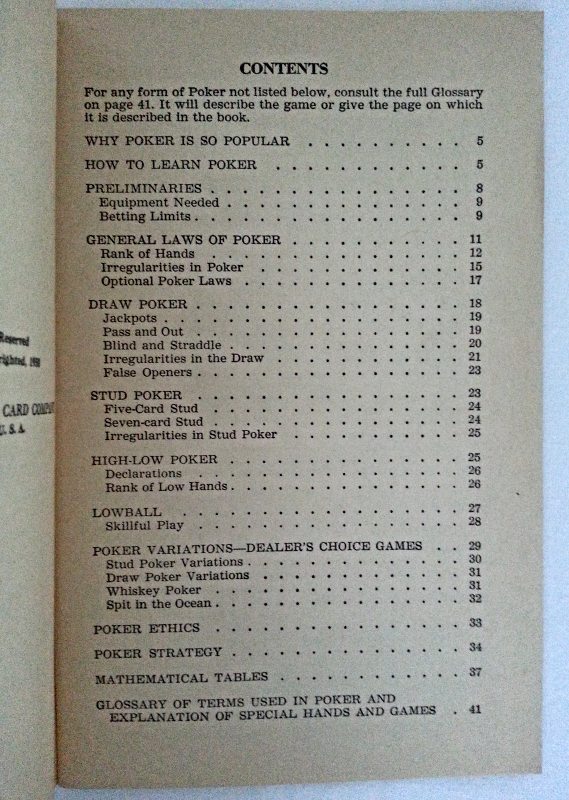 CONTENTS
For any form of Poker not listed below, consult the full Glossary
on page 41. It will describe the game or give the page on which
it is described in the book.
WHY POKER IS SO POPULAR . . . . . . . . . . 5
HOW TO LEARN POKER . . . . . . . . . . . . 5
PRELIMINARIES . . . . . . . . . . . . . . . . 8
Equipment Needed . . . . . . . . . . . . . . . 9
Betting Limits . . . . . . . . . . . . . . . . . 9
GENERAL LAWS OF POKER . . . . . . . . . . . 11
Rank of Hands . . . . . . . . . . . . . . . . 12
Irregularities in Poker . . . . . . . . . . . . . 15
Optional Poker Laws . . . . . . . . . . . . . . 17
DRAW POKER . . . . . . . . . . . . . . . . . 18
Jackpots . . . . . . . . . . . . . . . . . . . 19
Pass and Out . . . . . . . . . . . . . . . . . 19
Blind and Straddle . . . . . . . . . . . . . . . 20
Irregularities in the Draw . . . . . . . . . . . . 21
False Openers . . . . . . . . . . . . . . . . . 23
STUD POKER . . . . . . . . . . . . . . . . . 23
Five-Card Stud . . . . . . . . . . . . . . . . 24
Seven-card Stud . . . . . . . . . . . . . . . . 24
Irregularities in Stud Poker . . . . . . . . . . . 25
HIGH-LOW POKER . . . . . . . . . . . . . . . 25
Declarations . . . . . . . . . . . . . . . . . . 26
Rank of Low Hands . . . . . . . . . . . . . . . 26
LOWBALL . . . . . . . . . . . . . . . . . . 27
Skillful Play . . . . . . . . . . . . . . . . . 28
POKER VARIATIONS—DEALER'S CHOICE GAMES . . 29
Stud Poker Variations . . . . . . . . . . . . . . 30
Draw Poker Variations . . . . . . . . . . . . . 31
Whiskey Poker . . . . . . . . . . . . . . . . 31
Spit in the Ocean . . . . . . . . . . . . . . . . 32
POKER ETHICS . . . . . . . . . . . . . . . . 33
POKER STRATEGY . . . . . . . . . . . . . . . 34
MATHEMATICAL TABLES . . . . . . . . . . . . 37
GLOSSARY OF TERMS USED IN POKER AND
EXPLANATION OF SPECIAL HANDS AND GAMES . 41
Reserved
CARD
U. S. A.